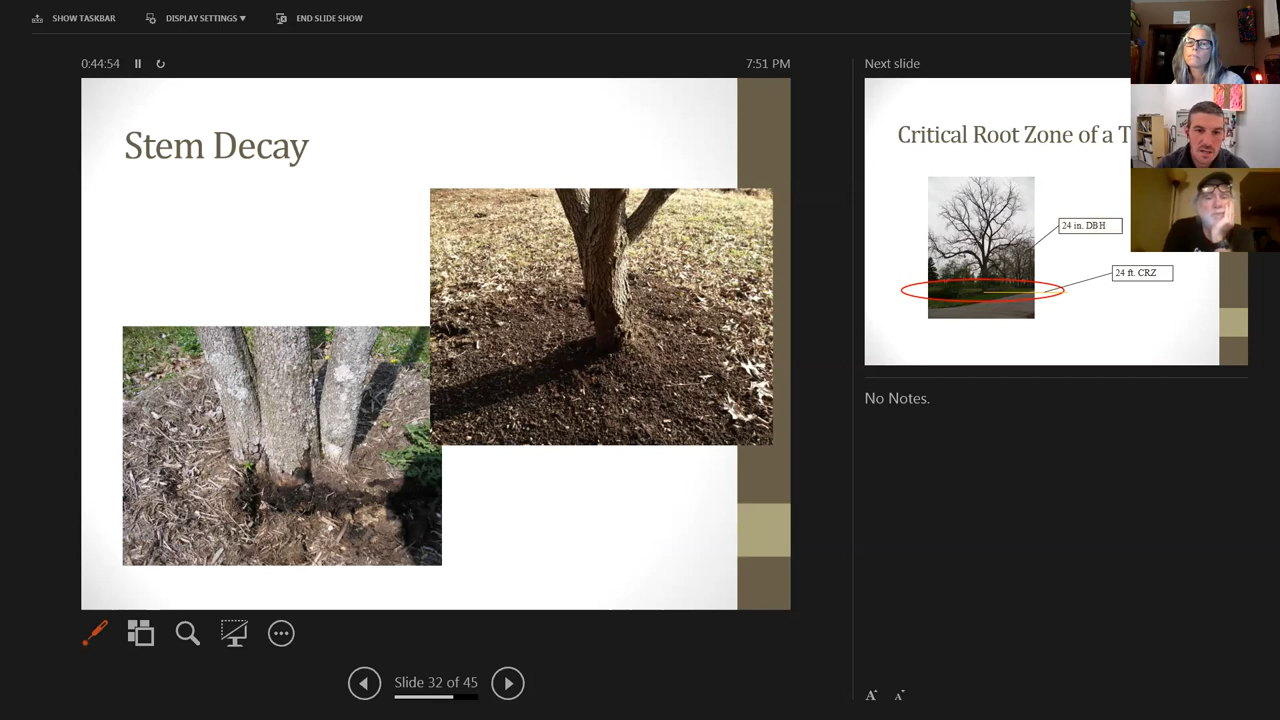 SHOW TASKBAR
DISPLAY SETTINGS ▼
END SLIDE SHOW
0:44:54
7:51 PM
Stem Decay
Slide 32 of 45
Next slide
Critical Root Zone of a T
24 in. DBH
24 ft. CRZ
No Notes.
A A